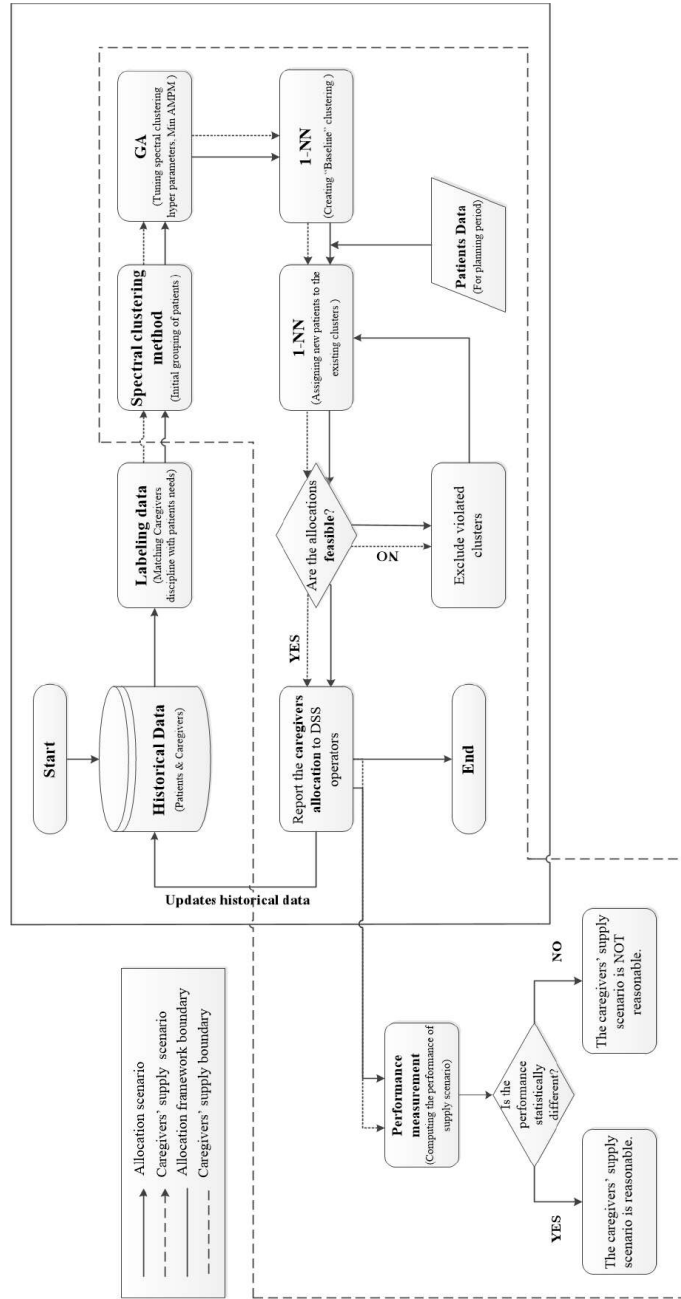 Start
Historical Data
(Patients & Caregivers)
Labeling data
(Matching Caregivers
discipline with patients needs)
Spectral clustering
method
(Initial grouping of patients)
GA
(Tuning spectral clustering
hyper parameters. Min AMPM)
1-NN
(Creating "Baseline" clustering)
Patients Data
(For planning period)
1-NN
(Assigning new patients to the
existing clusters)
Are the allocations
feasible?
ON
Exclude violated
clusters
YES
Report the caregivers
allocation to DSS
operators
End
Updates historical data
Allocation scenario
Caregivers' supply scenario
Allocation framework boundary
Caregivers' supply boundary
Performance
measurement
(Computing the performance of
supply scenario)
Is the
performance
statistically
different?
YES
NO
The caregivers' supply
scenario is reasonable.
The caregivers' supply
scenario is NOT
reasonable.